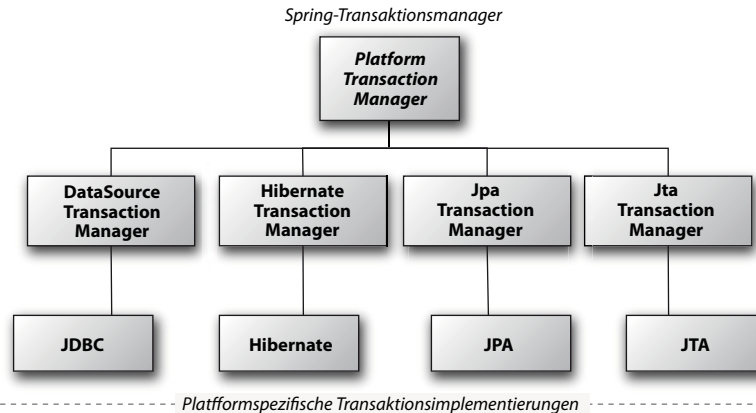 Spring-Transaktionsmanager
Platform
Transaction
Manager
DataSource
Transaction
Manager
Hibernate
Transaction
Manager
Jpa
Transaction
Manager
Jta
Transaction
Manager
JDBC
Hibernate
JPA
JTA
Platfformspezifische Transaktionsimplementierungen